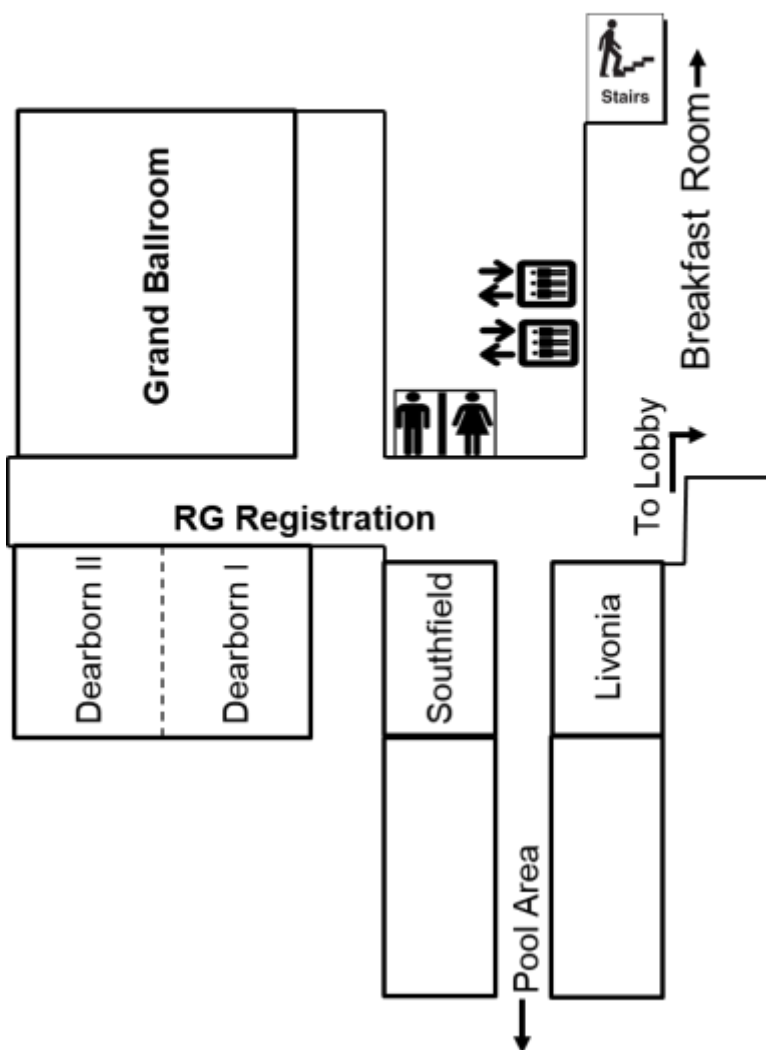 Stairs
Breakfast Room
Grand Ballroom
To Lobby
RG Registration
Dearborn II
Dearborn I
Southfield
Livonia
Pool Area